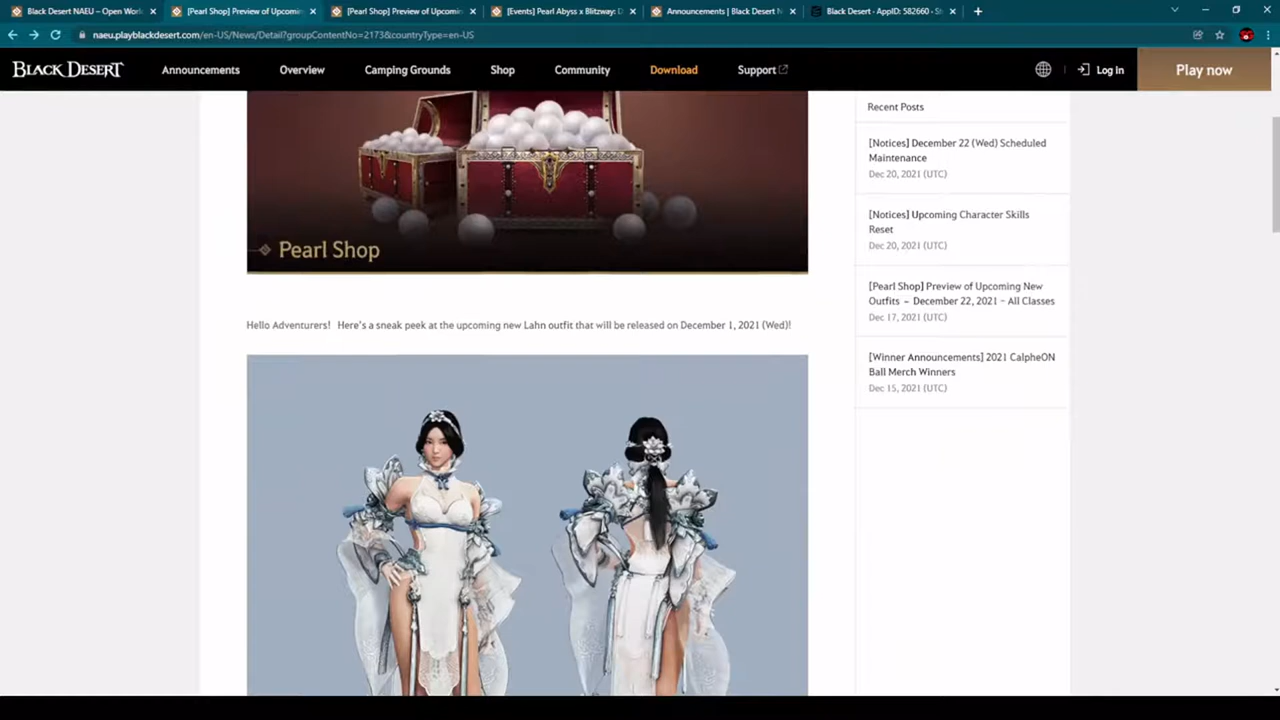 Black Desert NAEU – Open Worl
[Pearl Shop] Preview of Upcomin
[Pearl Shop] Preview of Upcomin
[Events] Pearl Abyss x Blitzway: D
Announcements | Black Desert N
Black Desert - AppID: 582660 - St
naeu.playblackdesert.com/en-US/News/Detail?groupContentNo=2173&countryType=en-US
BLACK DESERT
Announcements
Overview
Camping Grounds
Shop
Community
Download
Support
Log in
Play now
Pearl Shop
Hello Adventurers! Here's a sneak peek at the upcoming new Lahn outfit that will be released on December 1, 2021 (Wed)!
Recent Posts
[Notices] December 22 (Wed) Scheduled
Maintenance
Dec 20, 2021 (UTC)
[Notices] Upcoming Character Skills
Reset
Dec 20, 2021 (UTC)
[Pearl Shop] Preview of Upcoming New
Outfits – December 22, 2021 - All Classes
Dec 17, 2021 (UTC)
[Winner Announcements] 2021 CalpheON
Ball Merch Winners
Dec 15, 2021 (UTC)